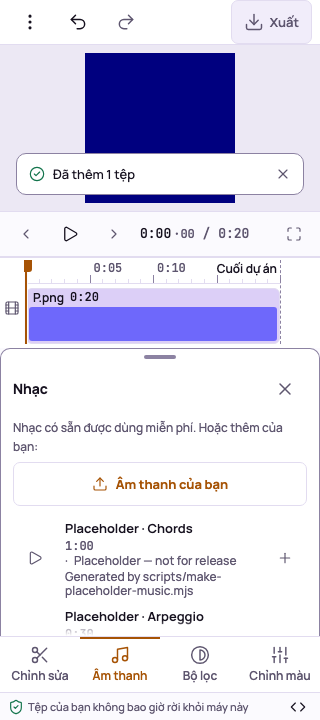 Xuất
Đã thêm 1 tệp
0:00·00 / 0:20
0:05 0:10 Cuối dự án
P.png 0:20
Nhạc
Nhạc có sẵn được dùng miễn phí. Hoặc thêm của
bạn:
Âm thanh của bạn
Placeholder · Chords
1:00
· Placeholder — not for release
Generated by scripts/make-
placeholder-music.mjs
Placeholder · Arpeggio
0:30
Chỉnh sửa Âm thanh Bộ lọc Chỉnh màu
Tệp của bạn không bao giờ rời khỏi máy này